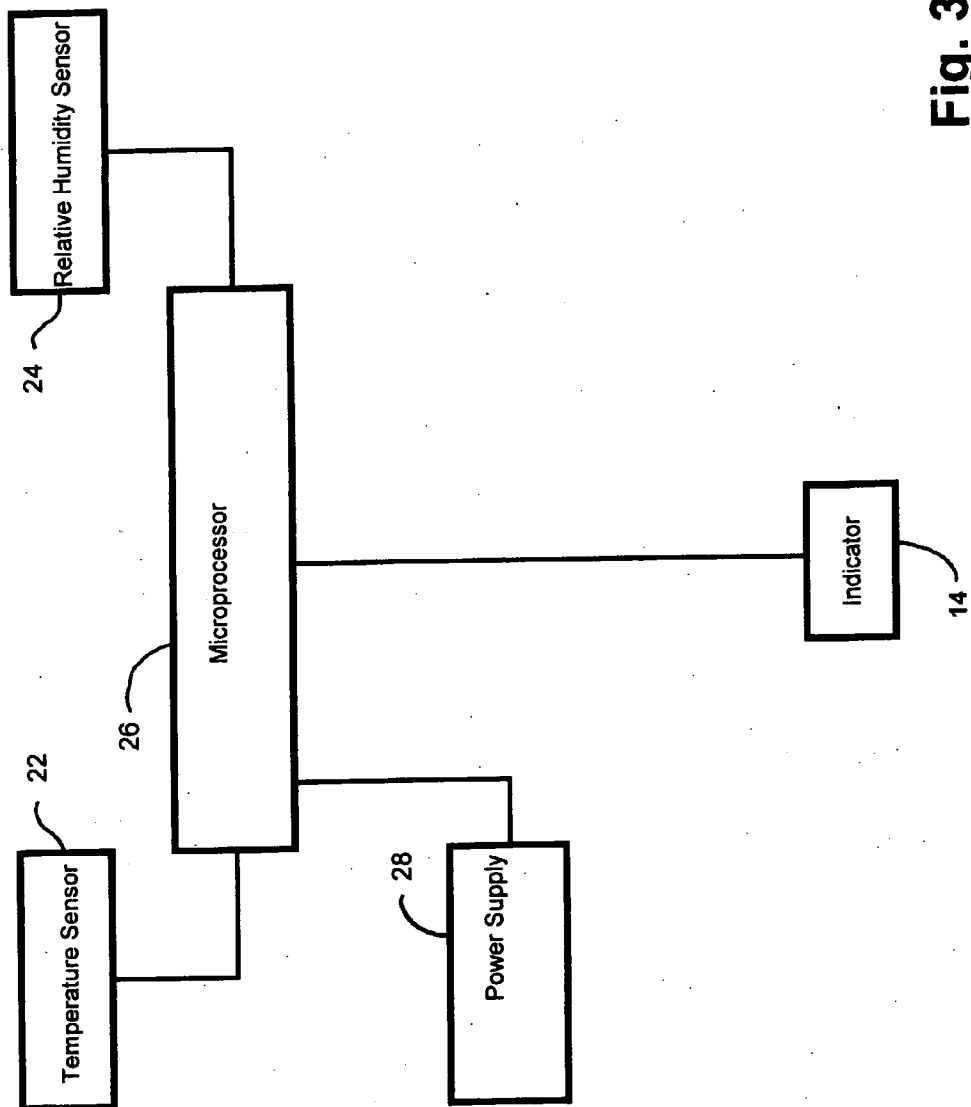 Temperature Sensor
22
Relative Humidity Sensor
24
26
Microprocessor
28
Power Supply
Indicator
14
Fig. 3